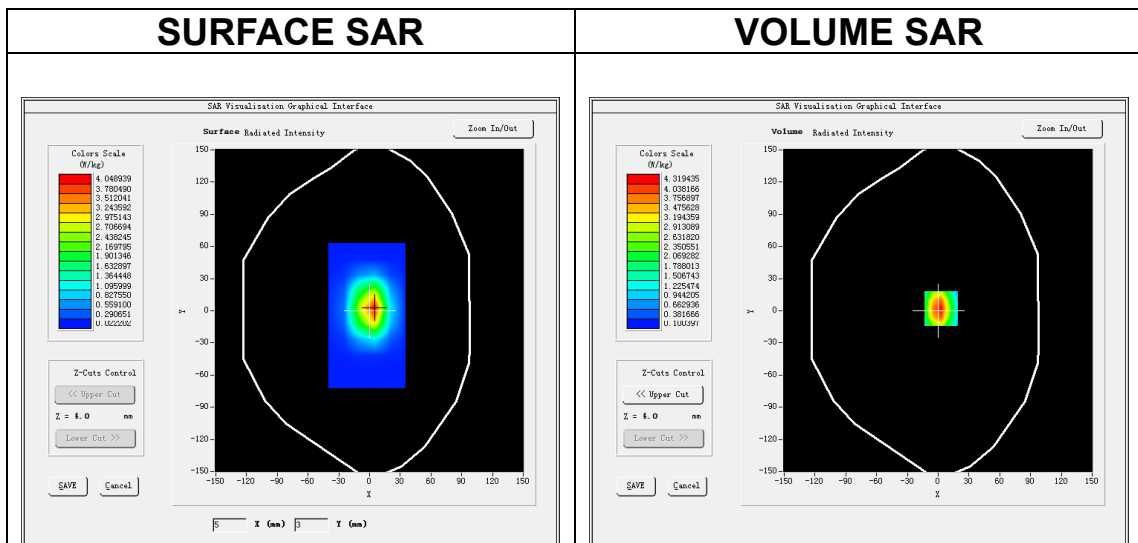 SURFACE SAR
VOLUME SAR
SAR Visualisation Graphical Interface
Surface Radiated Intensity
Zoom In/Out
Colors Scale
(W/kg)
4.048939
3.780490
3.512041
3.243592
2.975143
2.706694
2.438245
2.169795
1.901346
1.632897
1.364448
1.095999
0.827550
0.559100
0.290651
0.022202
Z-Cuts Control
<< Upper Cut
Z = 4.0 mm
Lower Cut >>
SAVE
Cancel
150
120
90
60
30
0
-30
-60
-90
-120
-150
Y
-150 -120 -90 -60 -30 0 30 60 90 120 150
X
5 X (mm) 3 Y (mm)
SAR Visualisation Graphical Interface
Volume Radiated Intensity
Zoom In/Out
Colors Scale
(W/kg)
4.319435
4.038166
3.756897
3.475628
3.194359
2.913089
2.631820
2.350551
2.069282
1.788013
1.506743
1.225474
0.944205
0.662936
0.381666
0.100397
Z-Cuts Control
<< Upper Cut
Z = 4.0 mm
Lower Cut >>
SAVE
Cancel
150
120
90
60
30
0
-30
-60
-90
-120
-150
Y
-150 -120 -90 -60 -30 0 30 60 90 120 150
X